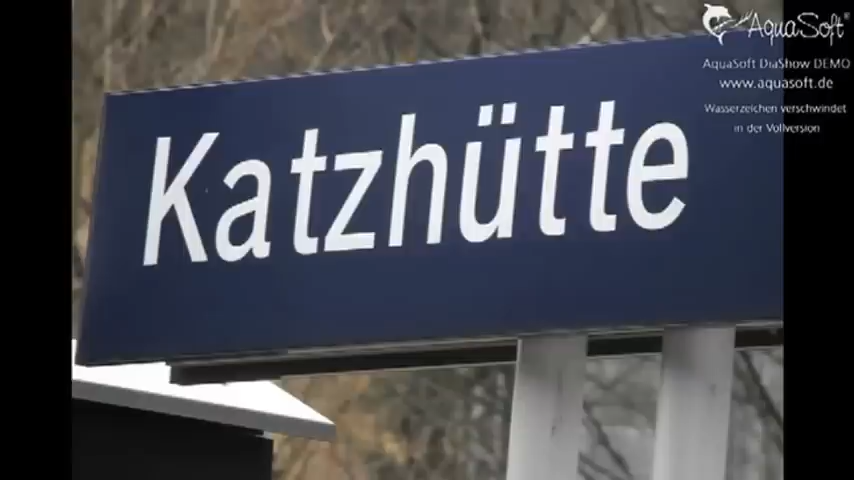 Katzhütte
AquaSoft®
AquaSoft DiaShow DEMO
www.aquasoft.de
Wasserzeichen verschwindet
in der Vollversion